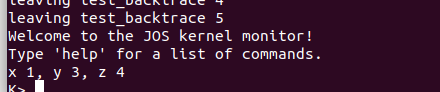 leaving test_backtrace 4
leaving test_backtrace 5
Welcome to the JOS kernel monitor!
Type 'help' for a list of commands.
x 1, y 3, z 4
K>